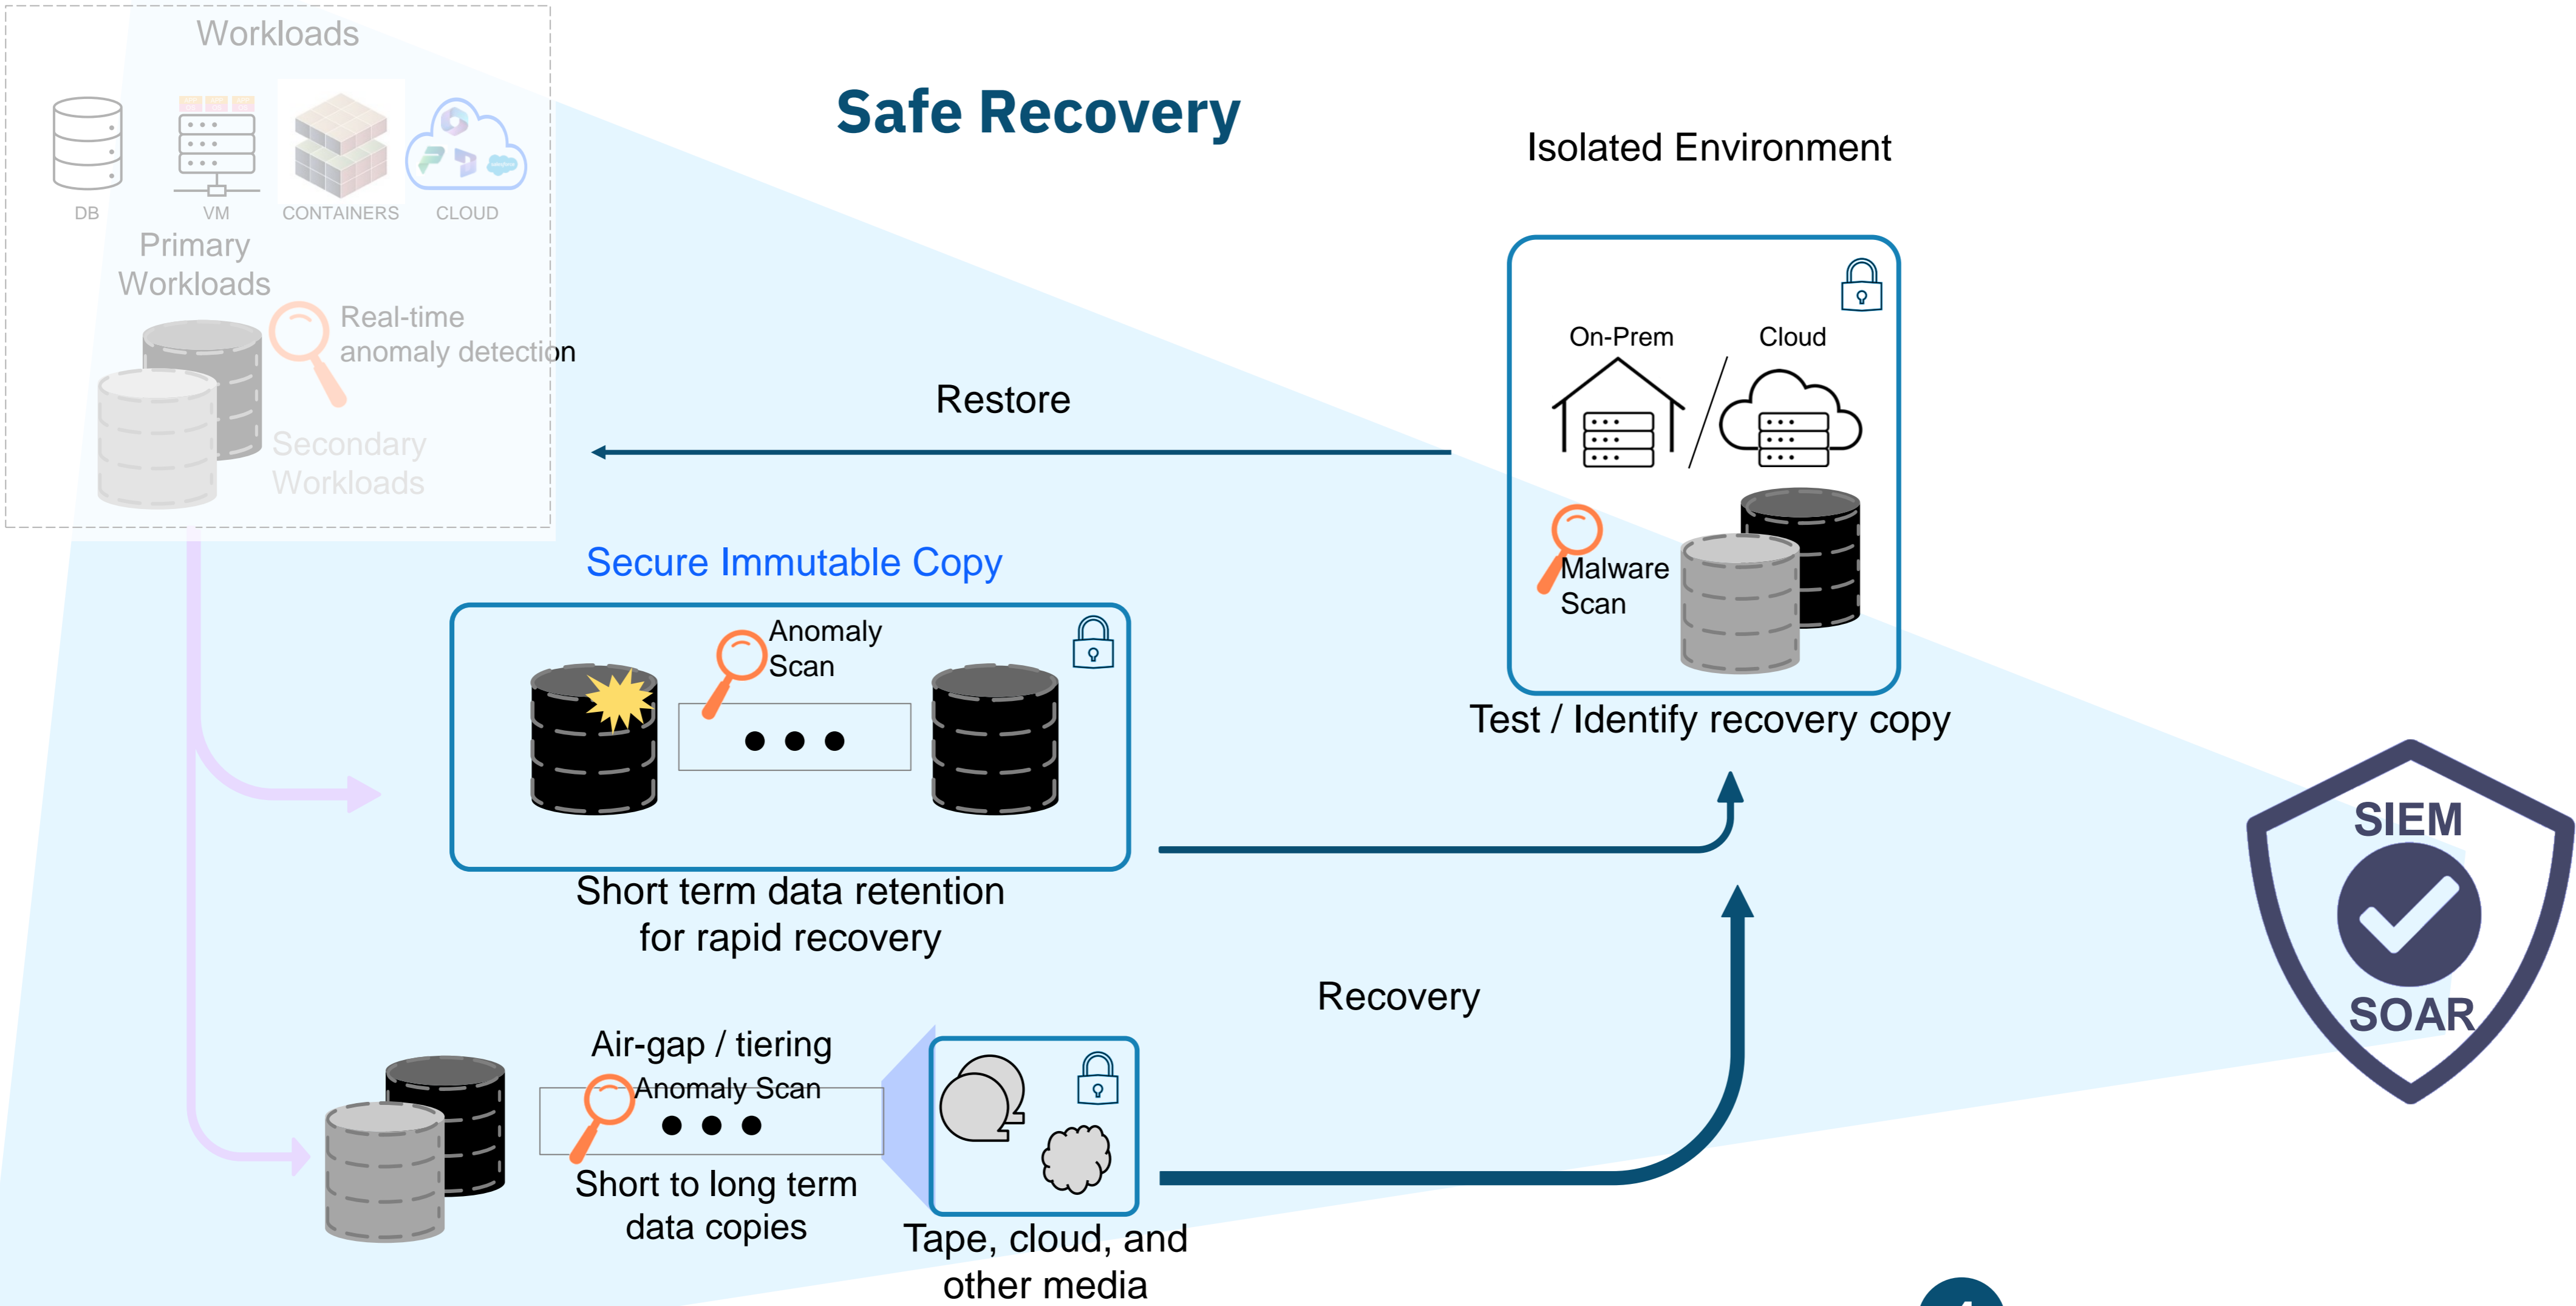 Workloads
Safe Recovery
Isolated Environment
DB
VM
CONTAINERS
CLOUD
Primary
Workloads
Real-time
anomaly detection
Secondary
Workloads
Restore
On-Prem
Cloud
Malware
Scan
Test / Identify recovery copy
Secure Immutable Copy
Anomaly
Scan
Short term data retention
for rapid recovery
SIEM
SOAR
Recovery
Air-gap / tiering
Anomaly Scan
Short to long term
data copies
Tape, cloud, and
other media